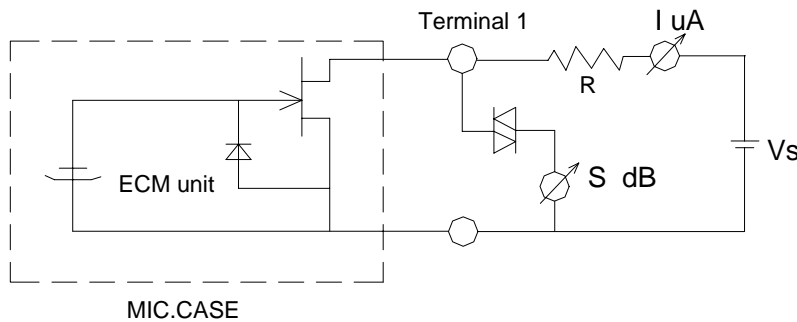 Terminal 1
I uA
R
Vs
ECM unit
S dB
MIC.CASE